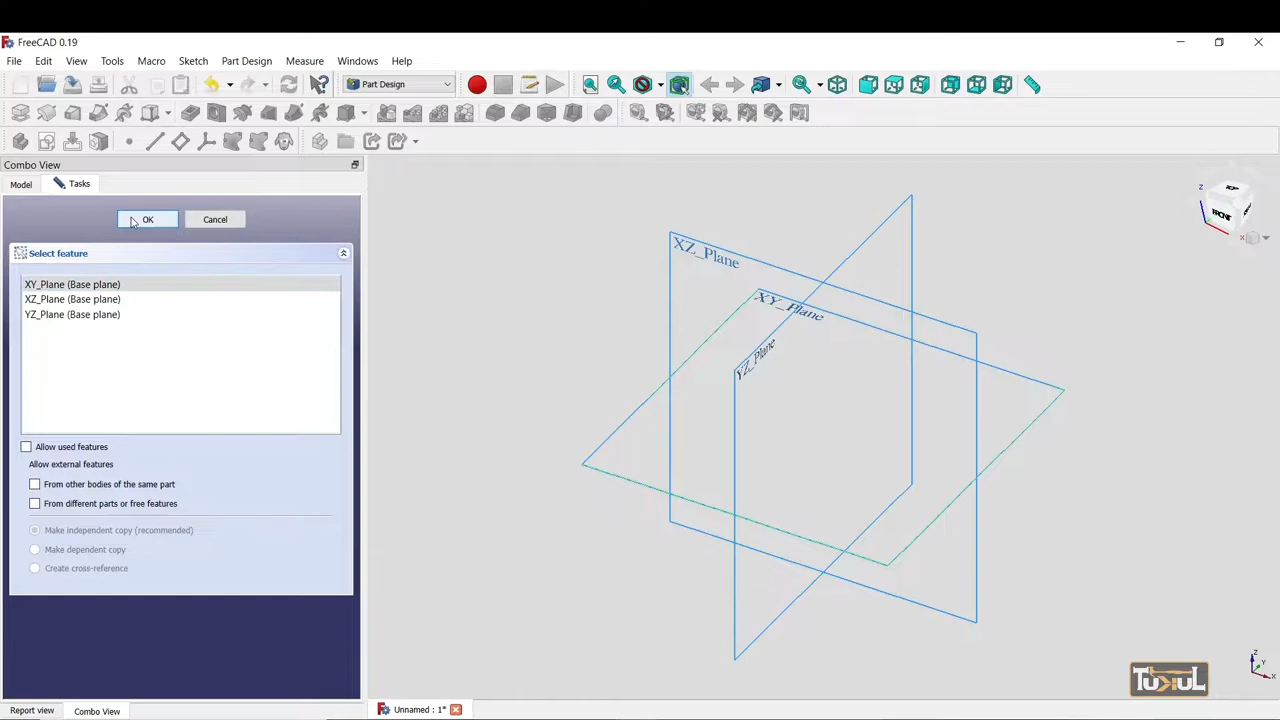 FreeCAD 0.19
File Edit View Tools Macro Sketch Part Design Measure Windows Help
Part Design
Combo View
Model Tasks
OK Cancel
Select feature
XY_Plane (Base plane)
XZ_Plane (Base plane)
YZ_Plane (Base plane)
Allow used features
Allow external features
From other bodies of the same part
From different parts or free features
Make independent copy (recommended)
Make dependent copy
Create cross-reference
XZ_Plane
XY_Plane
YZ_Plane
Z
TOP
FRONT
X
Z
Y
X
TUKUL
Report view Combo View Unnamed : 1*